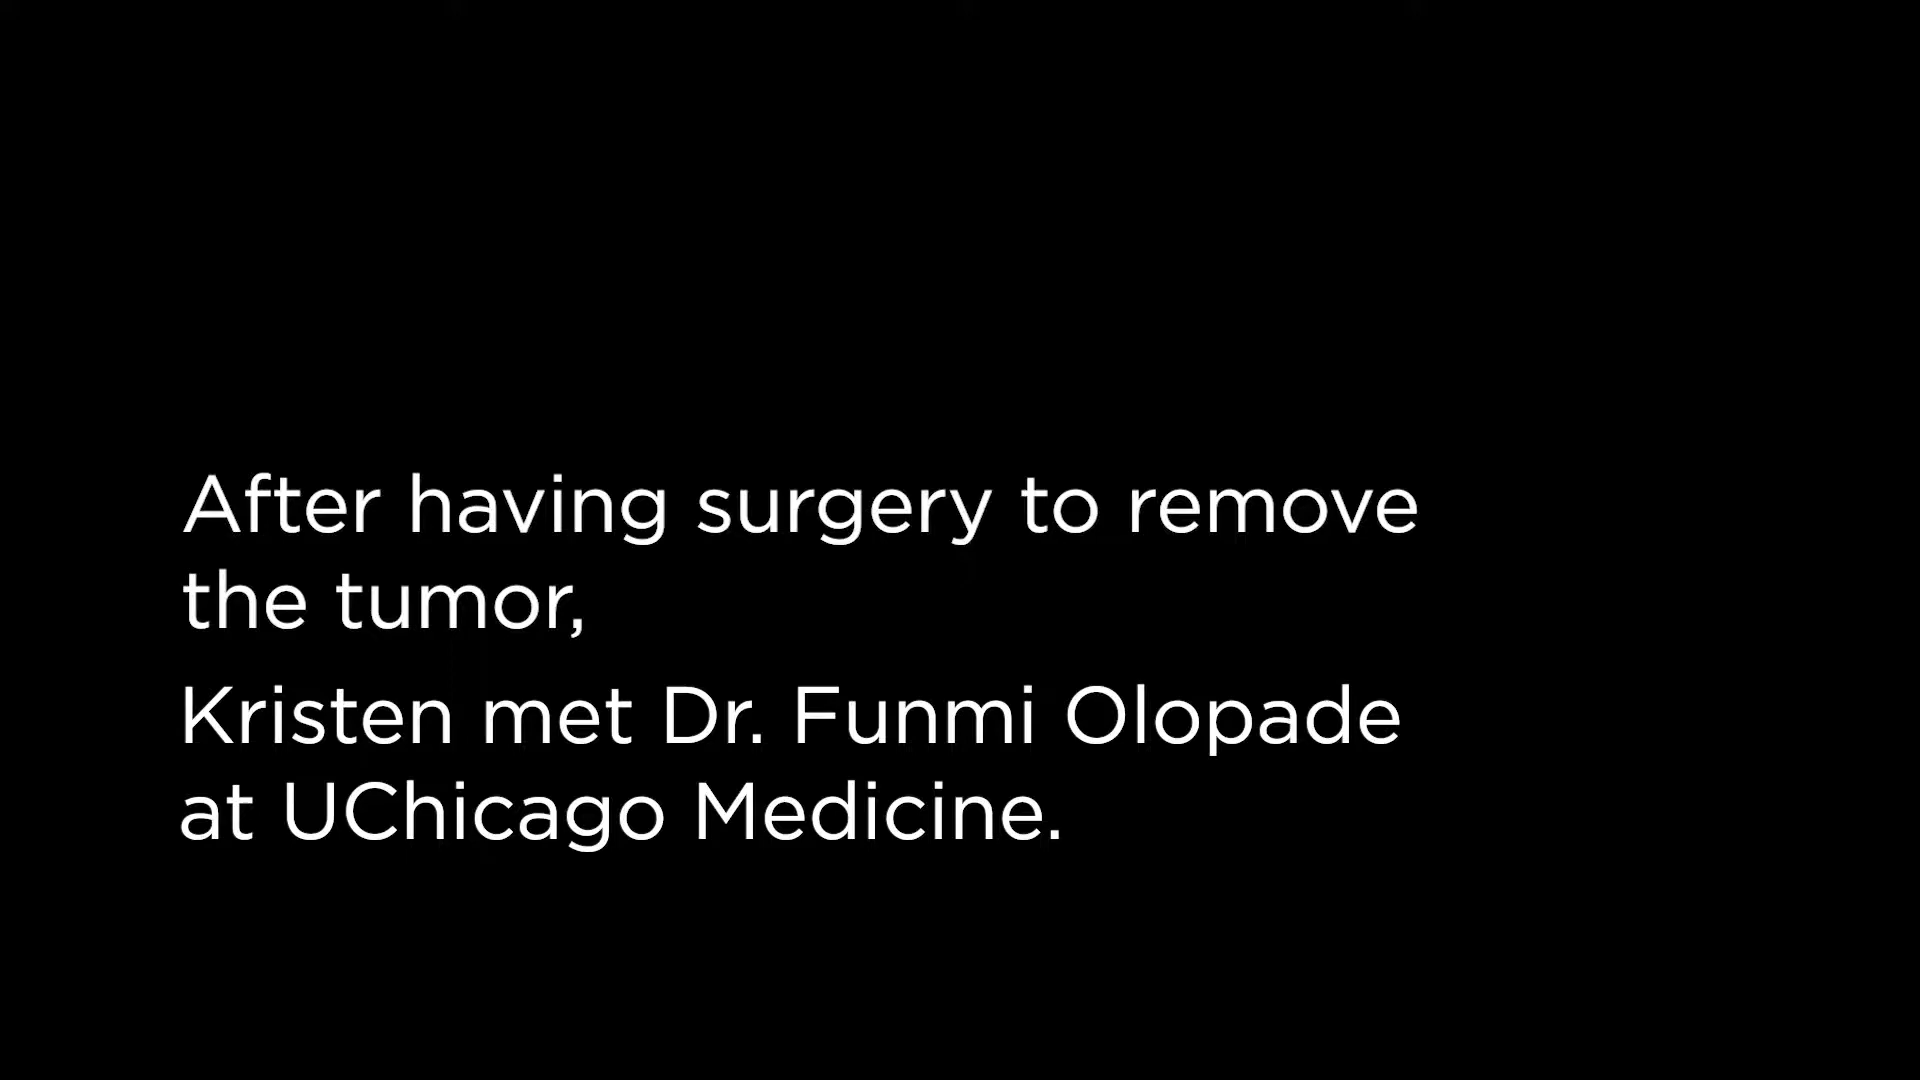 After having surgery to remove
the tumor,
Kristen met Dr. Funmi Olopade
at UChicago Medicine.